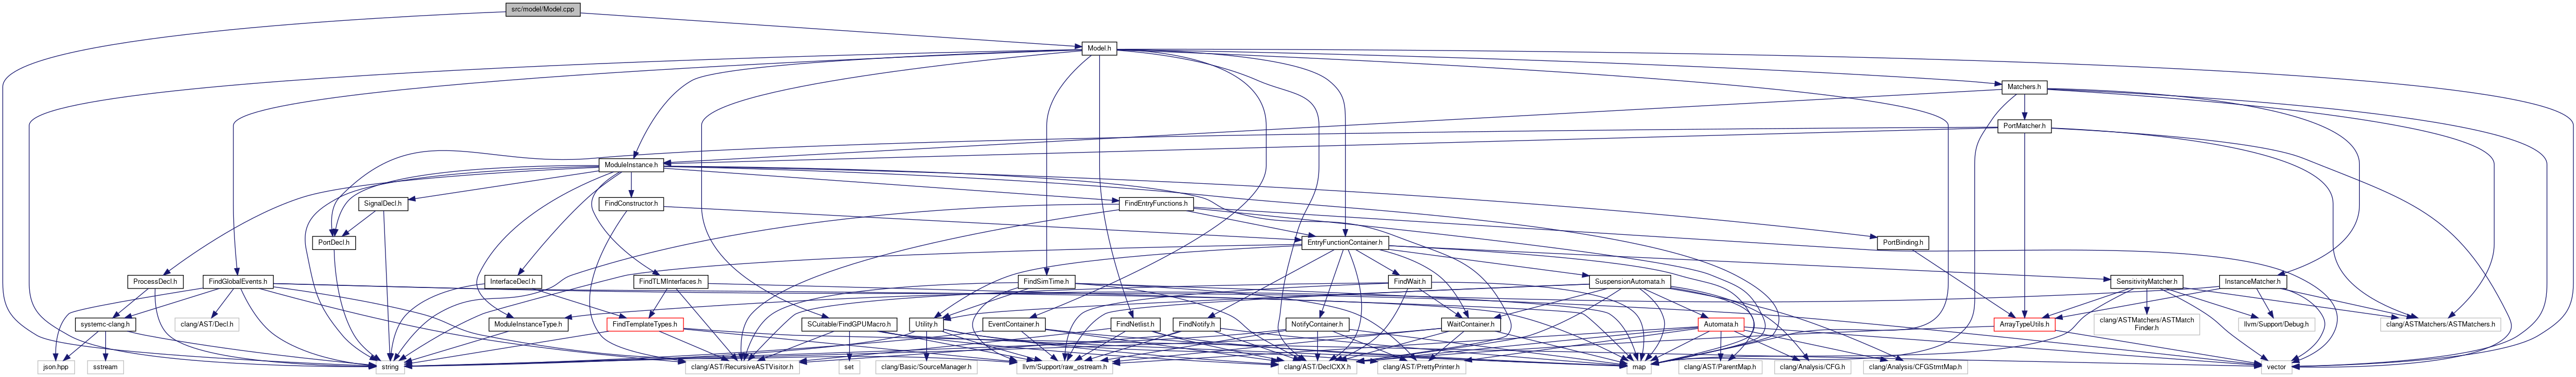 src/model/Model.cpp
Model.h
Matchers.h
PortMatcher.h
ModuleInstance.h
SignalDecl.h
FindConstructor.h
FindEntryFunctions.h
PortDecl.h
EntryFunctionContainer.h
PortBinding.h
ProcessDecl.h
FindGlobalEvents.h
InterfaceDecl.h
FindTLMInterfaces.h
FindSimTime.h
FindWait.h
SuspensionAutomata.h
SensitivityMatcher.h
InstanceMatcher.h
systemc-clang.h
clang/AST/Decl.h
ModuleInstanceType.h
FindTemplateTypes.h
SCuitable/FindGPUMacro.h
Utility.h
EventContainer.h
FindNetlist.h
FindNotify.h
NotifyContainer.h
WaitContainer.h
Automata.h
clang/ASTMatchers/ASTMatch
Finder.h
llvm/Support/Debug.h
ArrayTypeUtils.h
clang/ASTMatchers/ASTMatchers.h
json.hpp
sstream
string
clang/AST/RecursiveASTVisitor.h
set
clang/Basic/SourceManager.h
llvm/Support/raw_ostream.h
clang/AST/DeclCXX.h
clang/AST/PrettyPrinter.h
map
clang/AST/ParentMap.h
clang/Analysis/CFG.h
clang/Analysis/CFGStmtMap.h
vector